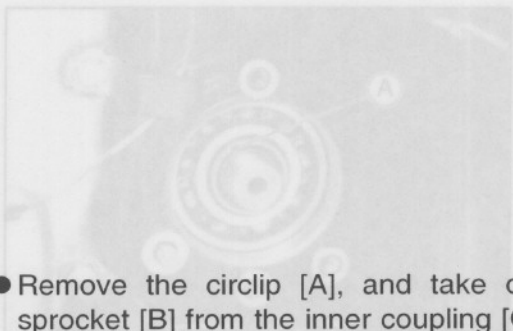 A
● Remove the circlip [A], and take
sprocket [B] from the inner coupling